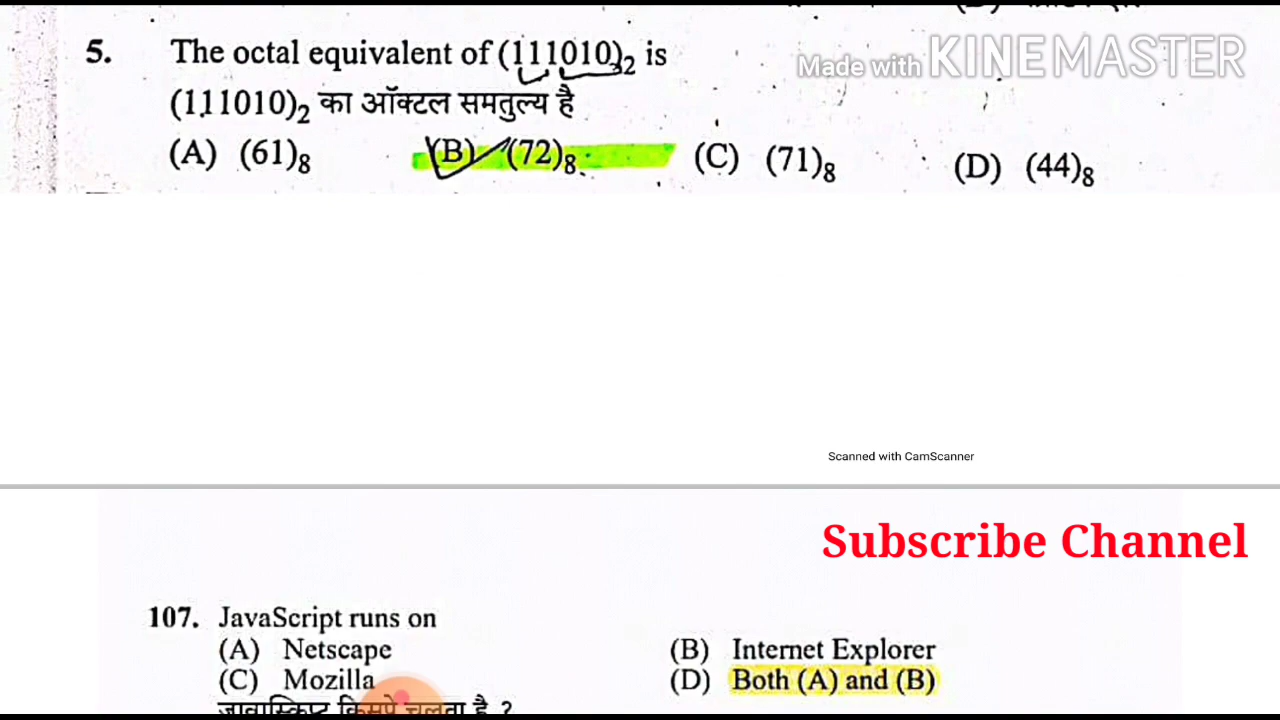 5. The octal equivalent of (111010)₂ is
Made with KINEMASTER
(111010)₂ का ऑक्टल समतुल्य है
(A) (61)₈ (B) (72)₈ (C) (71)₈ (D) (44)₈
Scanned with CamScanner
Subscribe Channel
107. JavaScript runs on
(A) Netscape (B) Internet Explorer
(C) Mozilla (D) Both (A) and (B)
जावास्क्रिप्ट किसपे चलता है ?